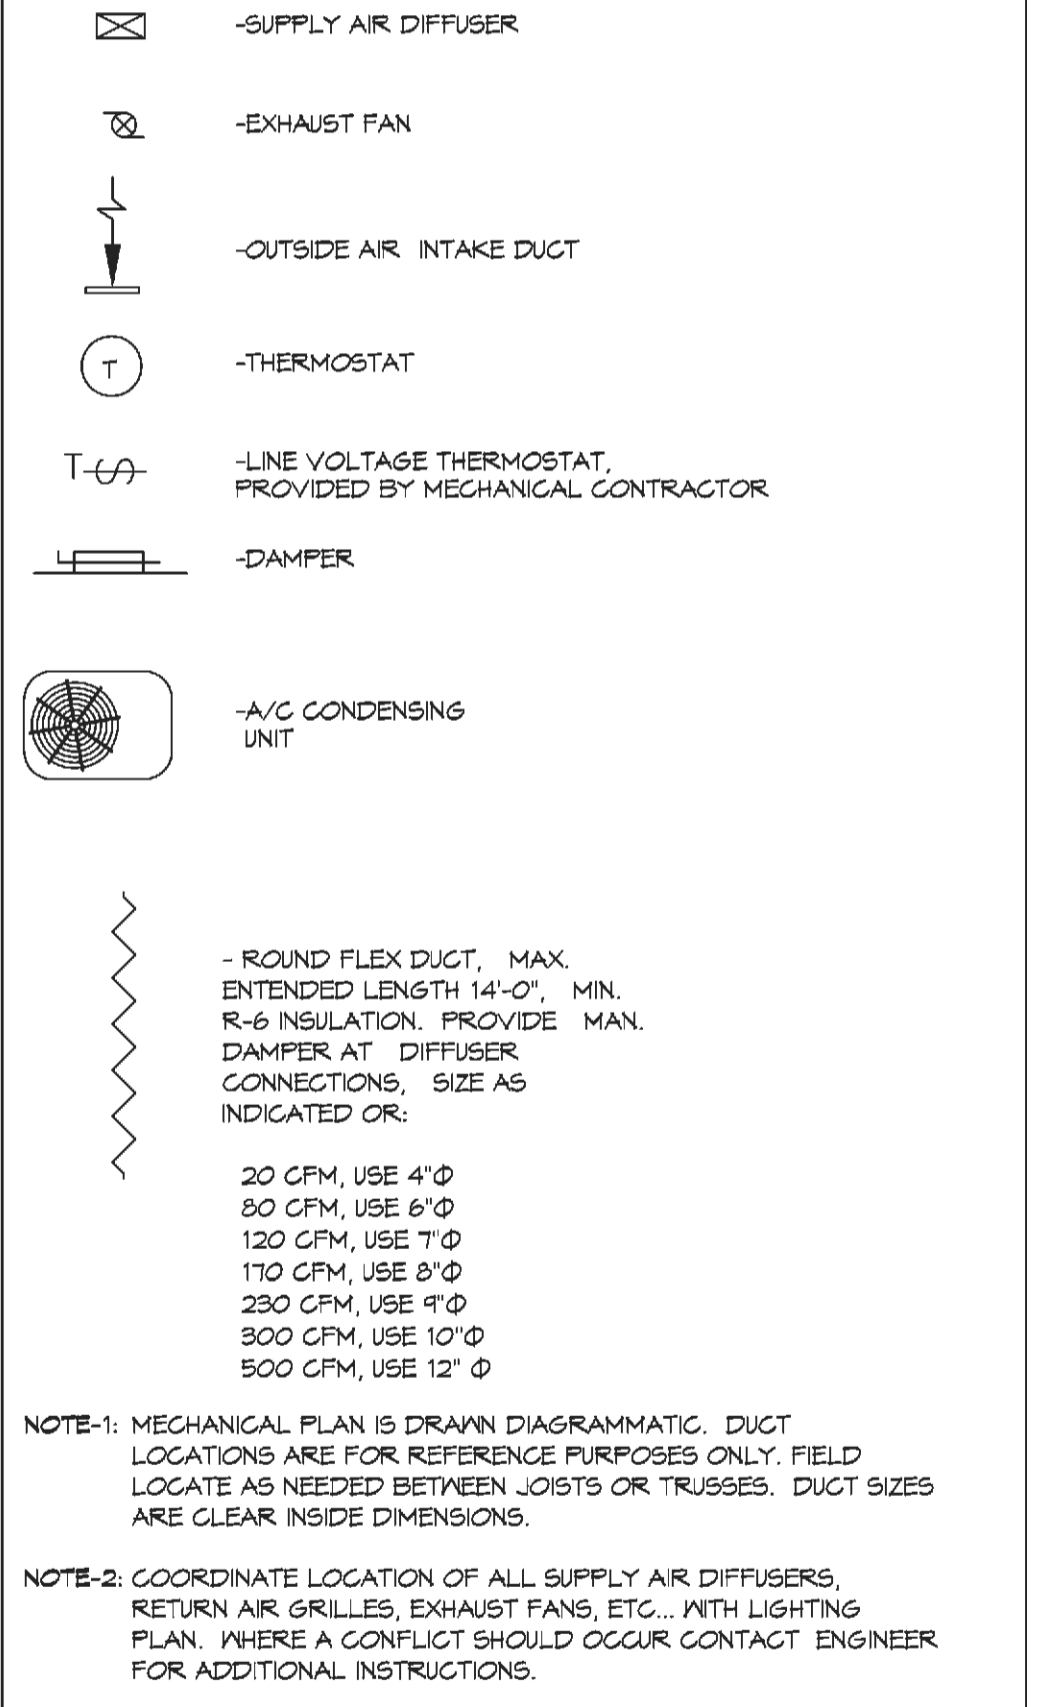 -SUPPLY AIR DIFFUSER
-EXHAUST FAN
-OUTSIDE AIR INTAKE DUCT
T
-THERMOSTAT
T
-LINE VOLTAGE THERMOSTAT,
PROVIDED BY MECHANICAL CONTRACTOR
-DAMPER
-A/C CONDENSING
UNIT
- ROUND FLEX DUCT, MAX.
ENTENDED LENGTH 14'-0", MIN.
R-6 INSULATION. PROVIDE MAN.
DAMPER AT DIFFUSER
CONNECTIONS, SIZE AS
INDICATED OR:
20 CFM, USE 4"Φ
80 CFM, USE 6"Φ
120 CFM, USE 7"Φ
170 CFM, USE 8"Φ
230 CFM, USE 9"Φ
300 CFM, USE 10"Φ
500 CFM, USE 12" Φ
NOTE-1: MECHANICAL PLAN IS DRAWN DIAGRAMMATIC. DUCT
LOCATIONS ARE FOR REFERENCE PURPOSES ONLY. FIELD
LOCATE AS NEEDED BETWEEN JOISTS OR TRUSSES. DUCT SIZES
ARE CLEAR INSIDE DIMENSIONS.
NOTE-2: COORDINATE LOCATION OF ALL SUPPLY AIR DIFFUSERS,
RETURN AIR GRILLES, EXHAUST FANS, ETC... WITH LIGHTING
PLAN. WHERE A CONFLICT SHOULD OCCUR CONTACT ENGINEER
FOR ADDITIONAL INSTRUCTIONS.